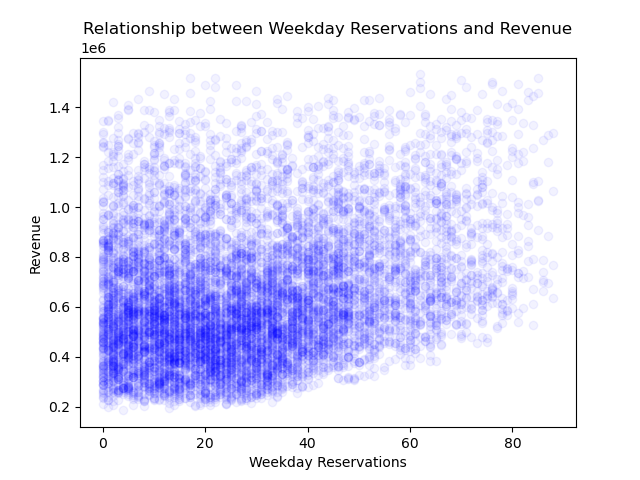 Relationship between Weekday Reservations and Revenue
1e6
1.4
1.2
1.0
0.8
0.6
0.4
0.2
Revenue
0 20 40 60 80
Weekday Reservations